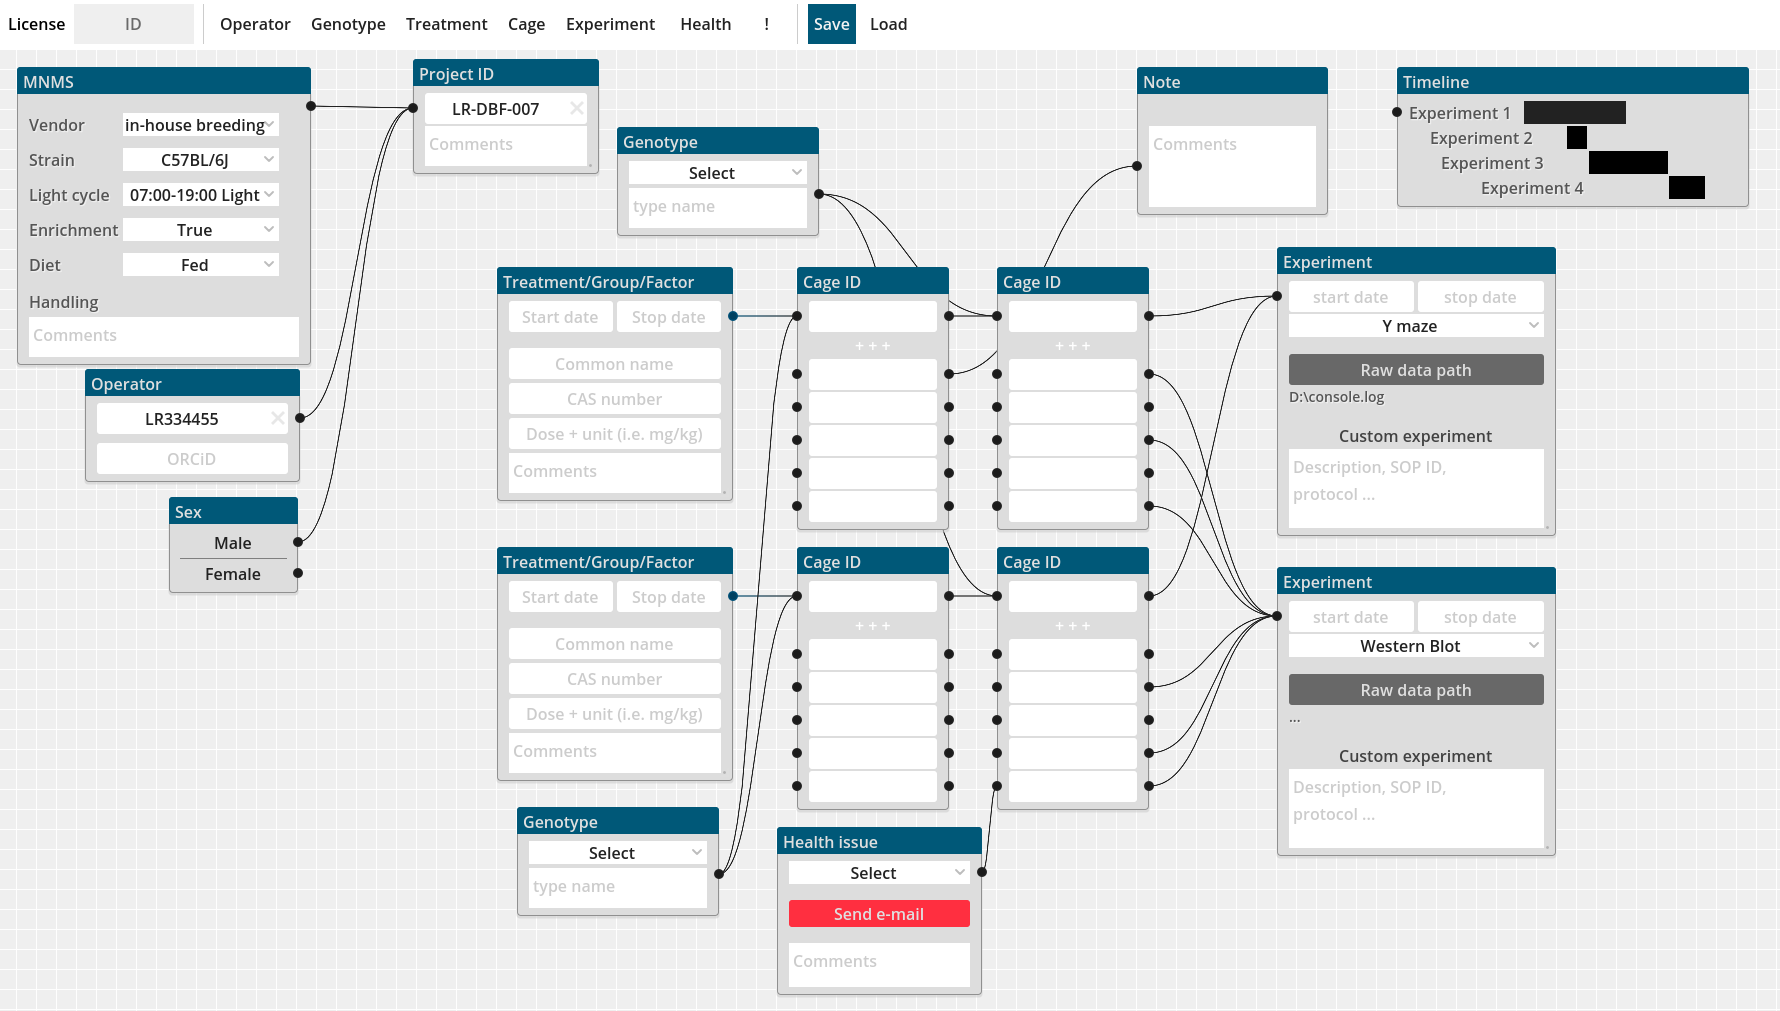 License ID Operator Genotype Treatment Cage Experiment Health ! Save Load
MNMS
Vendor in-house breeding
Strain C57BL/6J
Light cycle 07:00-19:00 Light
Enrichment True
Diet Fed
Handling
Comments
Operator
LR334455
ORCiD
Sex
Male
Female
Project ID
LR-DBF-007
Comments
Genotype
Select
type name
Treatment/Group/Factor
Start date Stop date
Common name
CAS number
Dose + unit (i.e. mg/kg)
Comments
Treatment/Group/Factor
Start date Stop date
Common name
CAS number
Dose + unit (i.e. mg/kg)
Comments
Genotype
Select
type name
Cage ID
+ + +
Cage ID
+ + +
Cage ID
+ + +
Cage ID
+ + +
Health issue
Select
Send e-mail
Comments
Note
Comments
Timeline
Experiment 1
Experiment 2
Experiment 3
Experiment 4
Experiment
start date stop date
Y maze
Raw data path
D:\console.log
Custom experiment
Description, SOP ID,
protocol ...
Experiment
start date stop date
Western Blot
Raw data path
...
Custom experiment
Description, SOP ID,
protocol ...